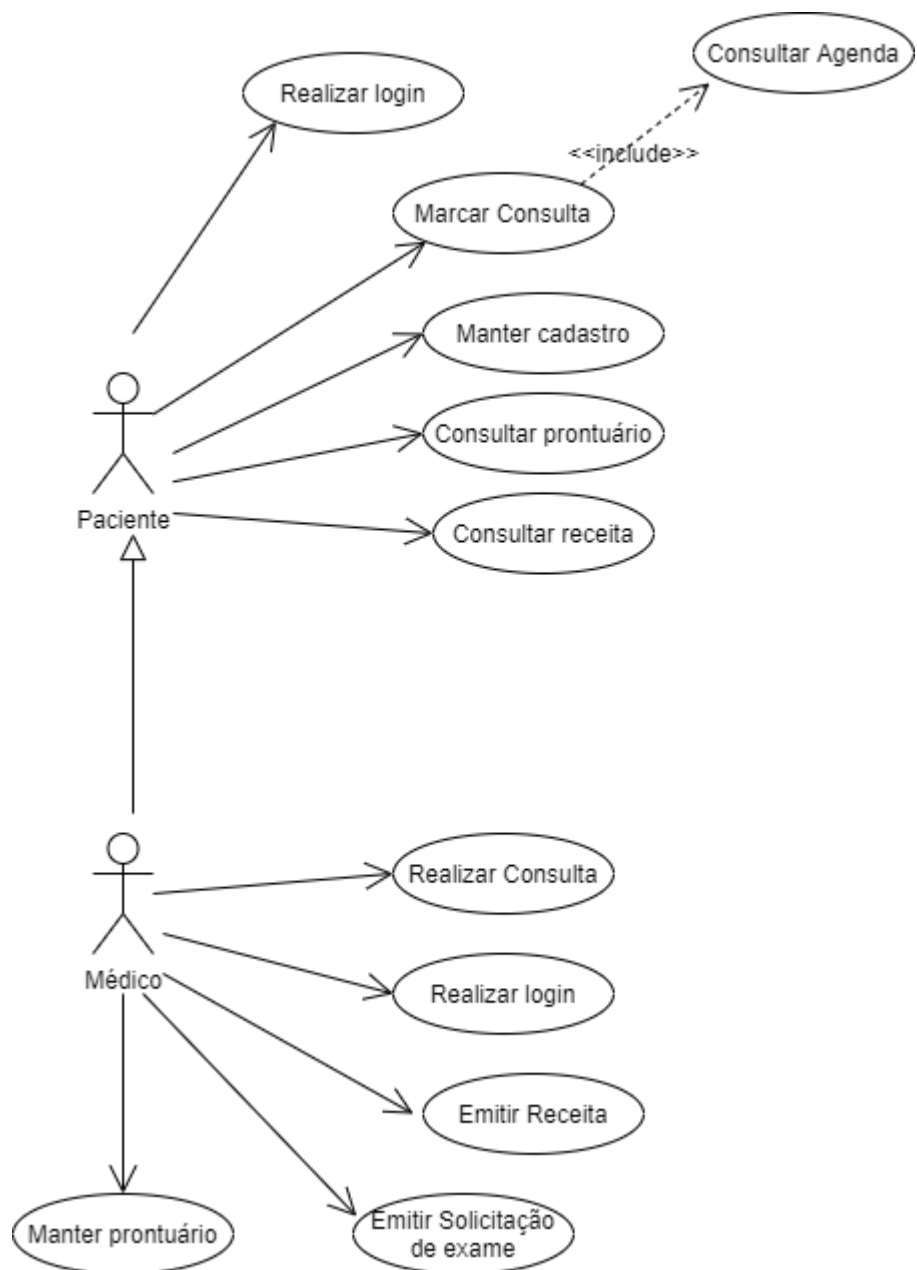 Consultar Agenda
Realizar login
<<include>>
Marcar Consulta
Manter cadastro
Consultar prontuário
Consultar receita
Paciente
Realizar Consulta
Médico
Realizar login
Emitir Receita
Manter prontuário
Emitir Solicitação
de exame